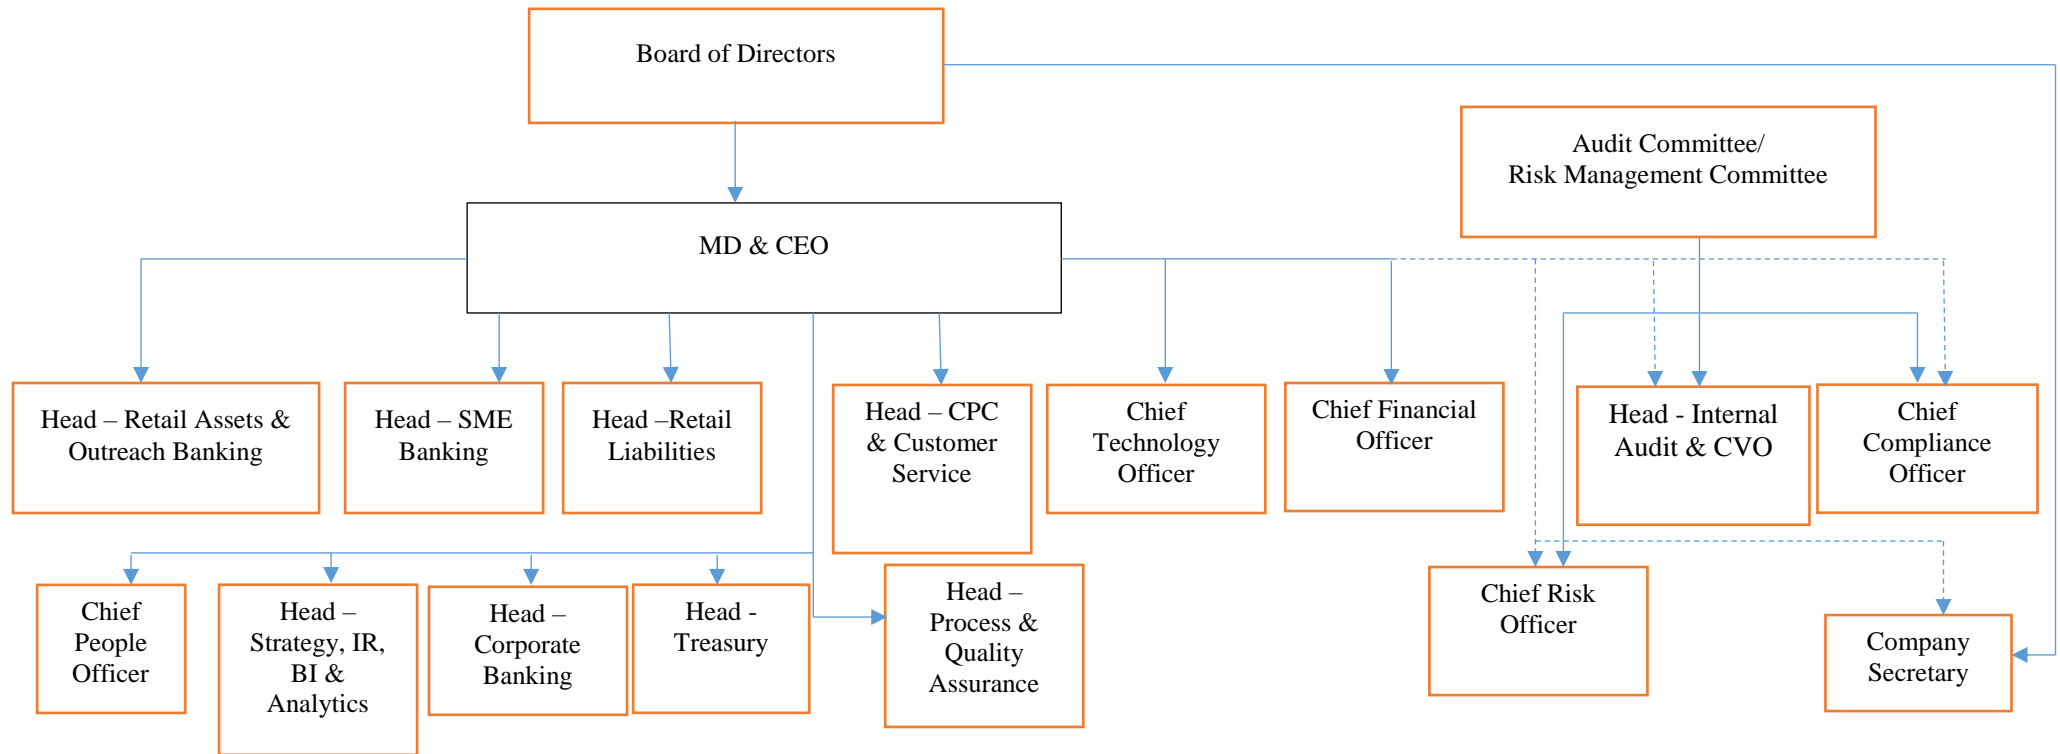 Board of Directors
Audit Committee/
Risk Management Committee
MD & CEO
Head – Retail Assets &
Outreach Banking
Head – SME
Banking
Head –Retail
Liabilities
Head – CPC
& Customer
Service
Chief
Technology
Officer
Chief Financial
Officer
Head - Internal
Audit & CVO
Chief
Compliance
Officer
Chief
People
Officer
Head –
Strategy, IR,
BI &
Analytics
Head –
Corporate
Banking
Head -
Treasury
Head –
Process &
Quality
Assurance
Chief Risk
Officer
Company
Secretary